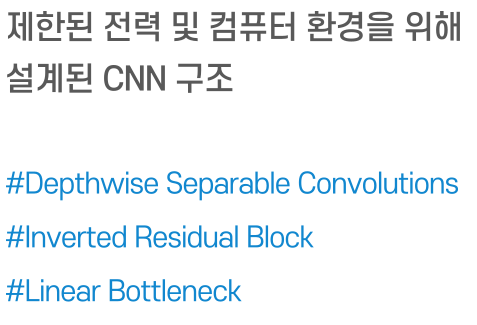 제한된 전력 및 컴퓨터 환경을 위해
설계된 CNN 구조
#Depthwise Separable Convolutions
#Inverted Residual Block
#Linear Bottleneck